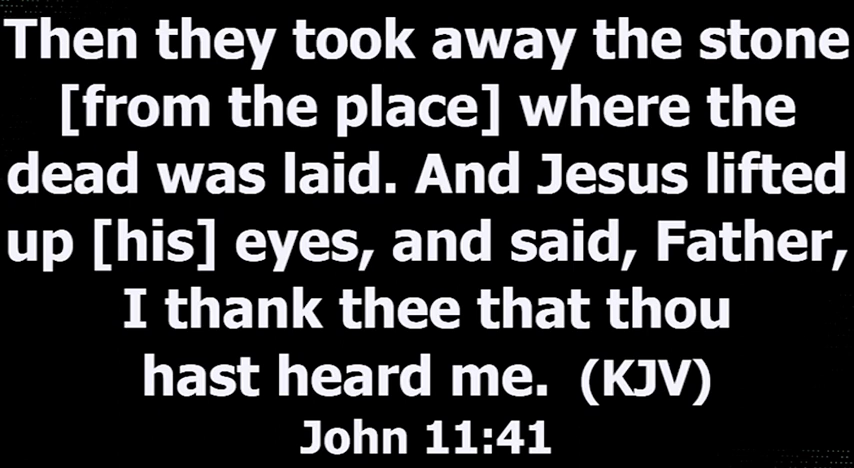 Then they took away the stone
[from the place] where the
dead was laid. And Jesus lifted
up [his] eyes, and said, Father,
I thank thee that thou
hast heard me.  (KJV)
John 11:41